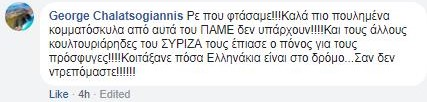 George Chalatsogiannis Ρε που φτάσαμε!!!Καλά πιο πουλημένα
κομματόσκυλα από αυτά του ΠΑΜΕ δεν υπάρχουν!!!!Και τους άλλους
κουλτουριάρηδες του ΣΥΡΙΖΑ τους έπιασε ο πόνος για τους
πρόσφυγες!!!!Κοιτάξανε πόσα Ελληνάκια είναι στο δρόμο...Σαν δεν
ντρεπόμαστε!!!!!!
Like · 4h · Edited